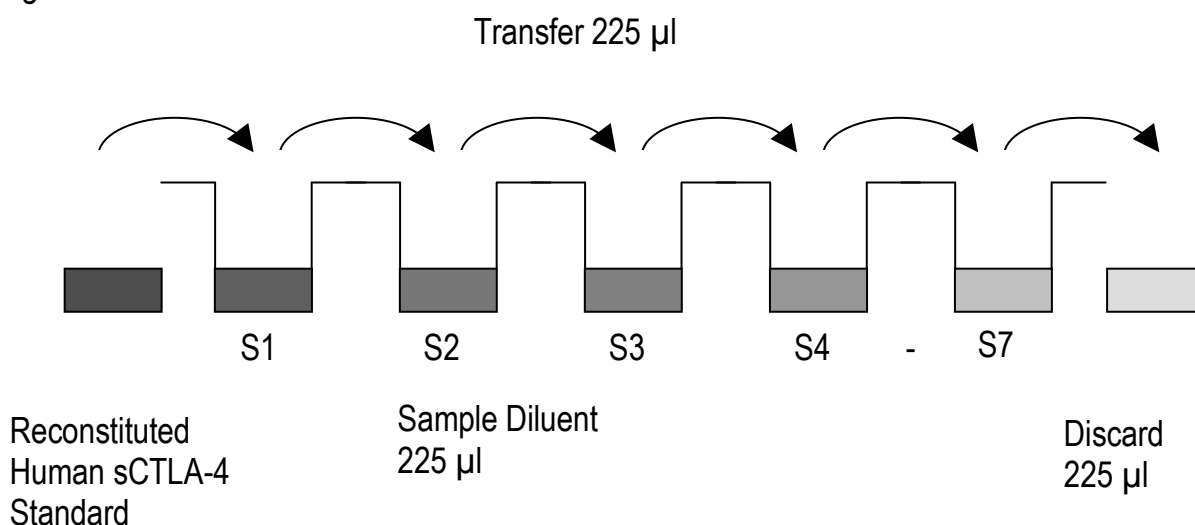 Transfer 225 µl
S1 S2 S3 S4 - S7
Reconstituted
Human sCTLA-4
Standard
Sample Diluent
225 µl
Discard
225 µl